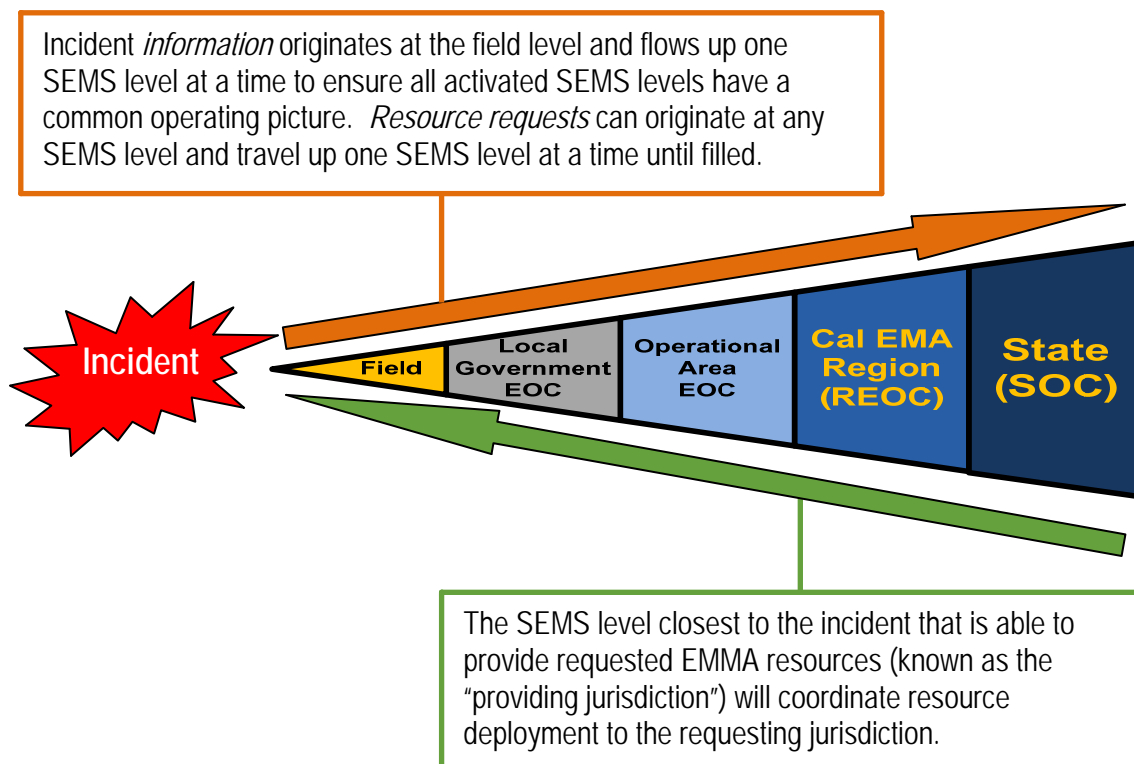 Incident information originates at the field level and flows up one
SEMS level at a time to ensure all activated SEMS levels have a
common operating picture.  Resource requests can originate at any
SEMS level and travel up one SEMS level at a time until filled.
Incident
Field
Local
Government
EOC
Operational
Area
EOC
Cal EMA
Region
(REOC)
State
(SOC)
The SEMS level closest to the incident that is able to
provide requested EMMA resources (known as the
“providing jurisdiction”) will coordinate resource
deployment to the requesting jurisdiction.